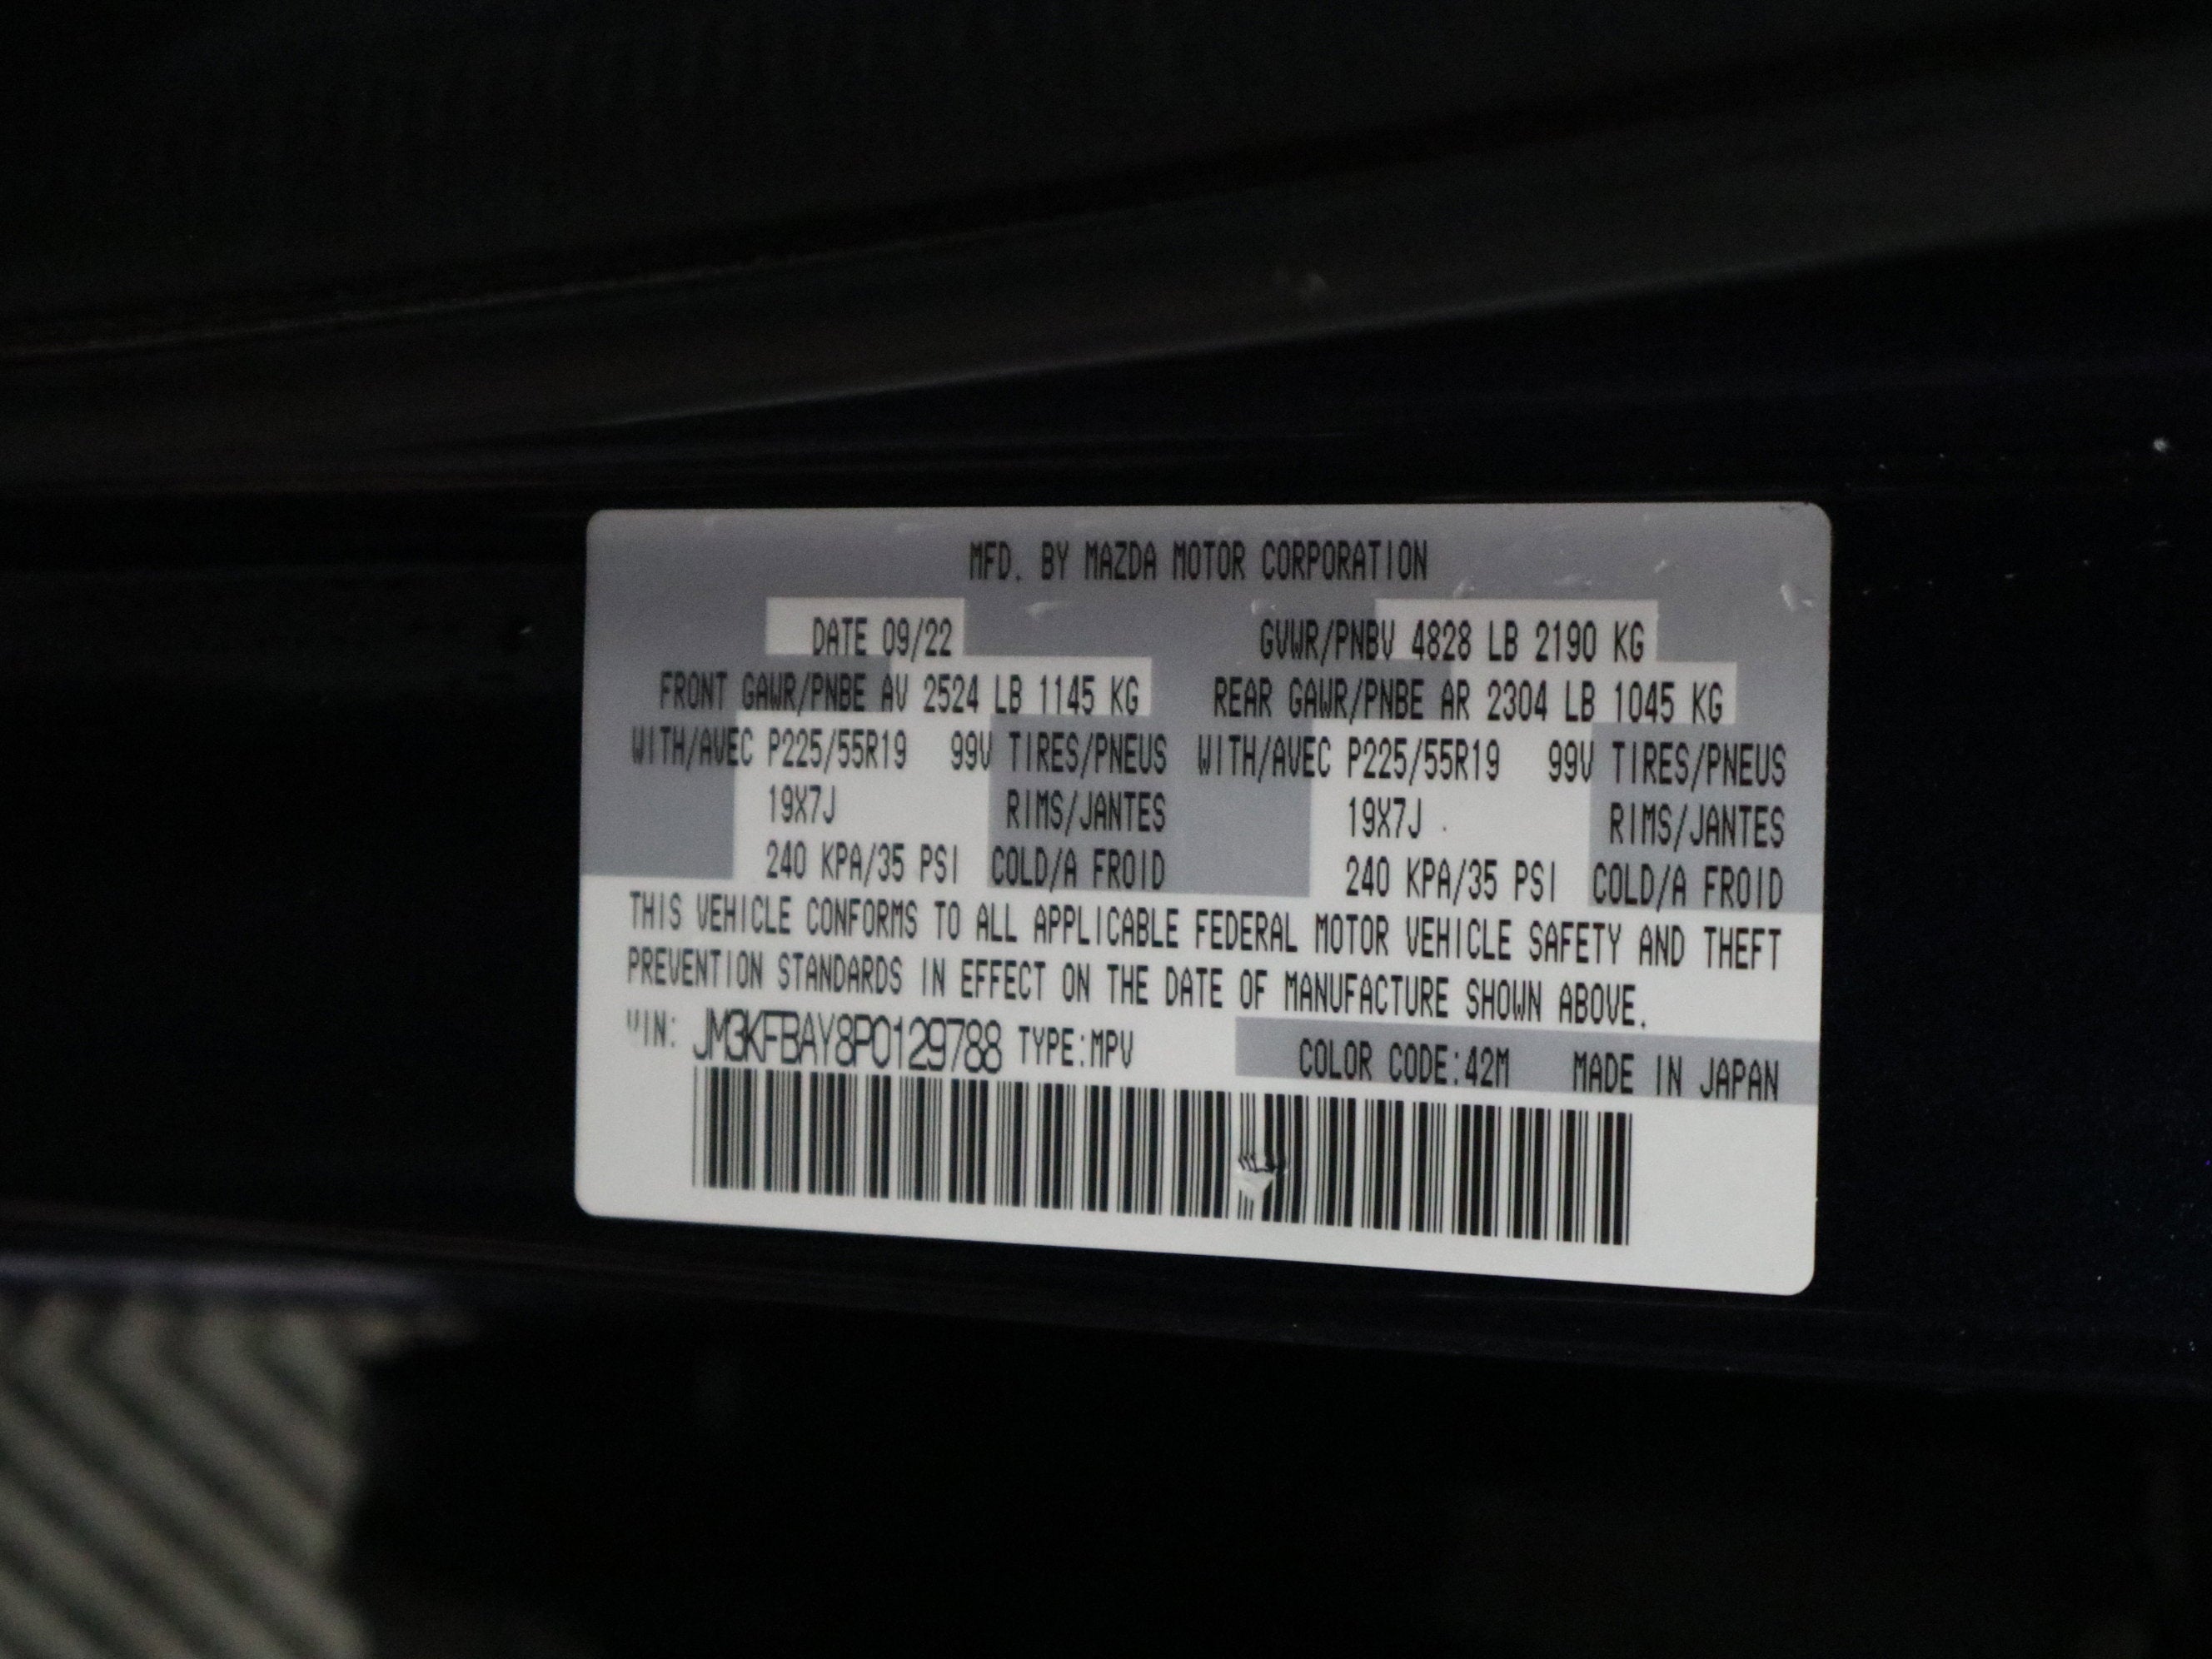 MFD. BY MAZDA MOTOR CORPORATION
DATE 09/22 GVWR/PNBV 4828 LB 2190 KG
FRONT GAWR/PNBE AV 2524 LB 1145 KG REAR GAWR/PNBE AR 2304 LB 1045 KG
WITH/AVEC P225/55R19 99V TIRES/PNEUS WITH/AVEC P225/55R19 99V TIRES/PNEUS
19X7J RIMS/JANTES 19X7J RIMS/JANTES
240 KPA/35 PSI COLD/A FROID 240 KPA/35 PSI COLD/A FROID
THIS VEHICLE CONFORMS TO ALL APPLICABLE FEDERAL MOTOR VEHICLE SAFETY AND THEFT
PREVENTION STANDARDS IN EFFECT ON THE DATE OF MANUFACTURE SHOWN ABOVE.
VIN: JM3KFBAY8P0129788 TYPE:MPV COLOR CODE:42M MADE IN JAPAN